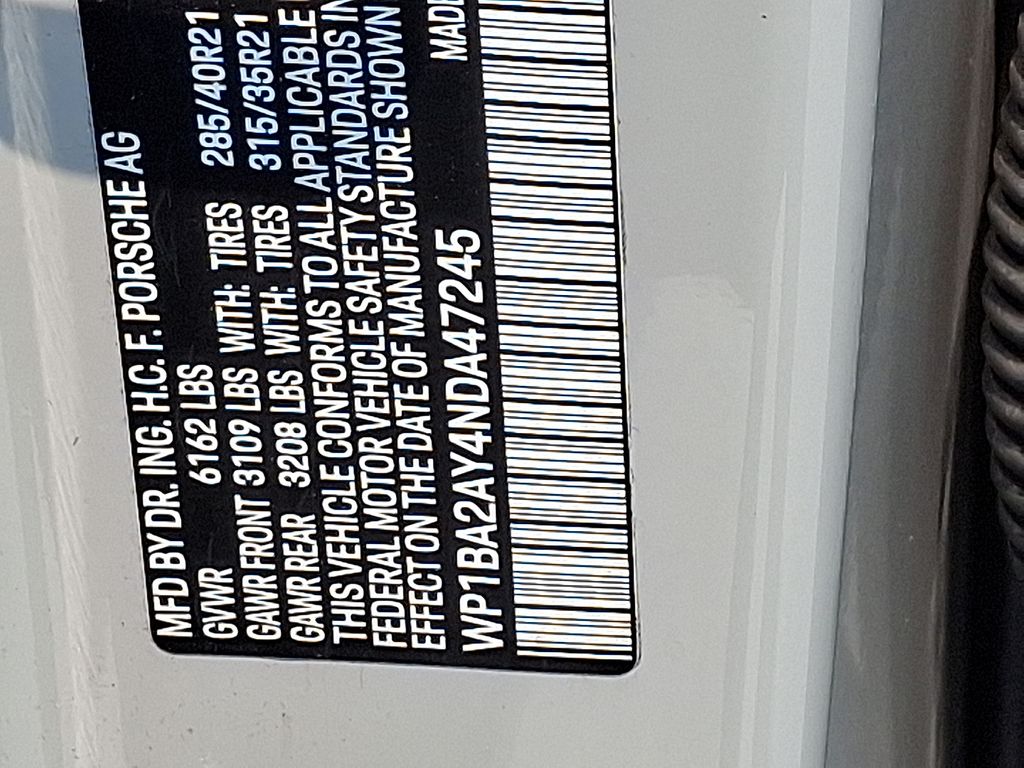 MFD BY DR. ING. H.C. F. PORSCHE AG
GVWR 6162 LBS
GAWR FRONT 3109 LBS WITH: TIRES 285/40R21
GAWR REAR 3208 LBS WITH: TIRES 315/35R21
THIS VEHICLE CONFORMS TO ALL APPLICABLE
FEDERAL MOTOR VEHICLE SAFETY STANDARDS IN
EFFECT ON THE DATE OF MANUFACTURE SHOWN
WP1BA2AY4NDA47245 MADE